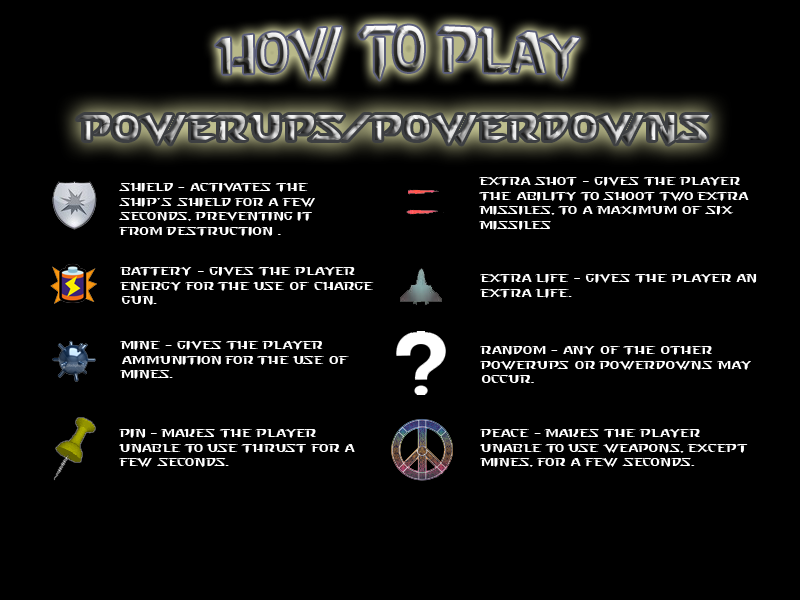 HOW TO PLAY
POWERUPS/POWERDOWNS
SHIELD - ACTIVATES THE
SHIP'S SHIELD FOR A FEW
SECONDS, PREVENTING IT
FROM DESTRUCTION .
BATTERY - GIVES THE PLAYER
ENERGY FOR THE USE OF CHARGE
GUN.
MINE - GIVES THE PLAYER
AMMUNITION FOR THE USE OF
MINES.
PIN - MAKES THE PLAYER
UNABLE TO USE THRUST FOR A
FEW SECONDS.
EXTRA SHOT - GIVES THE PLAYER
THE ABILITY TO SHOOT TWO EXTRA
MISSILES, TO A MAXIMUM OF SIX
MISSILES
EXTRA LIFE - GIVES THE PLAYER AN
EXTRA LIFE.
?
RANDOM - ANY OF THE OTHER
POWERUPS OR POWERDOWNS MAY
OCCUR.
PEACE - MAKES THE PLAYER
UNABLE TO USE WEAPONS, EXCEPT
MINES, FOR A FEW SECONDS.